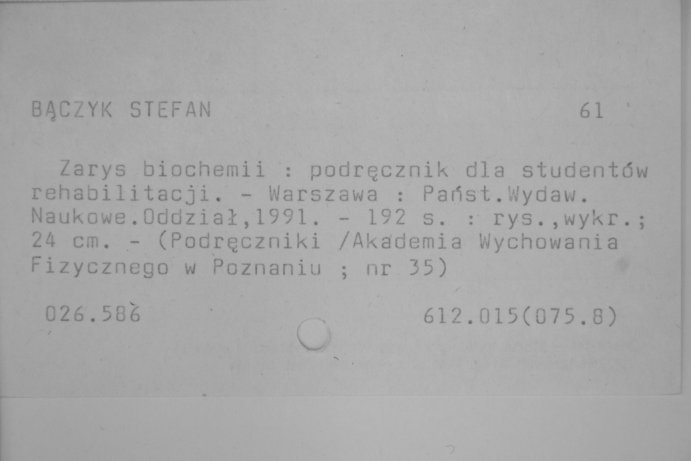 BĄCZYK STEFAN 61
Zarys biochemii : podręcznik dla studentów
rehabilitacji. - Warszawa : Państ.Wydaw.
Naukowe.Oddział,1991. - 192 s. : rys.,wykr.;
24 cm. - (Podręczniki /Akademia Wychowania
Fizycznego w Poznaniu ; nr 35)
026.586 612.015(075.8)